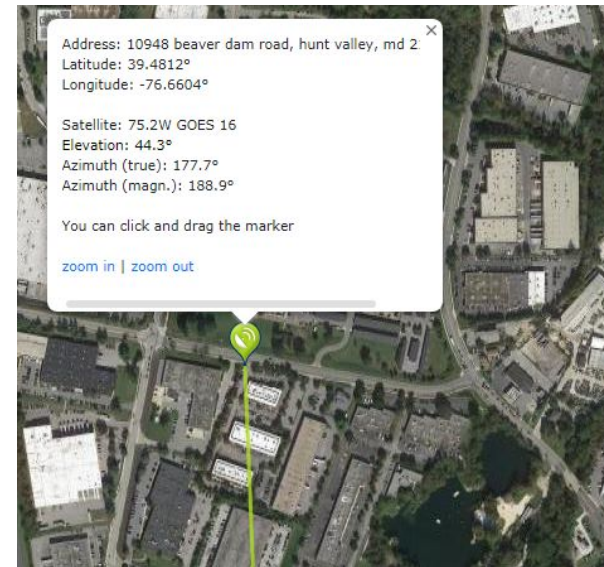 Address: 10948 beaver dam road, hunt valley, md 2
Latitude: 39.4812°
Longitude: -76.6604°
Satellite: 75.2W GOES 16
Elevation: 44.3°
Azimuth (true): 177.7°
Azimuth (magn.): 188.9°
You can click and drag the marker
zoom in | zoom out